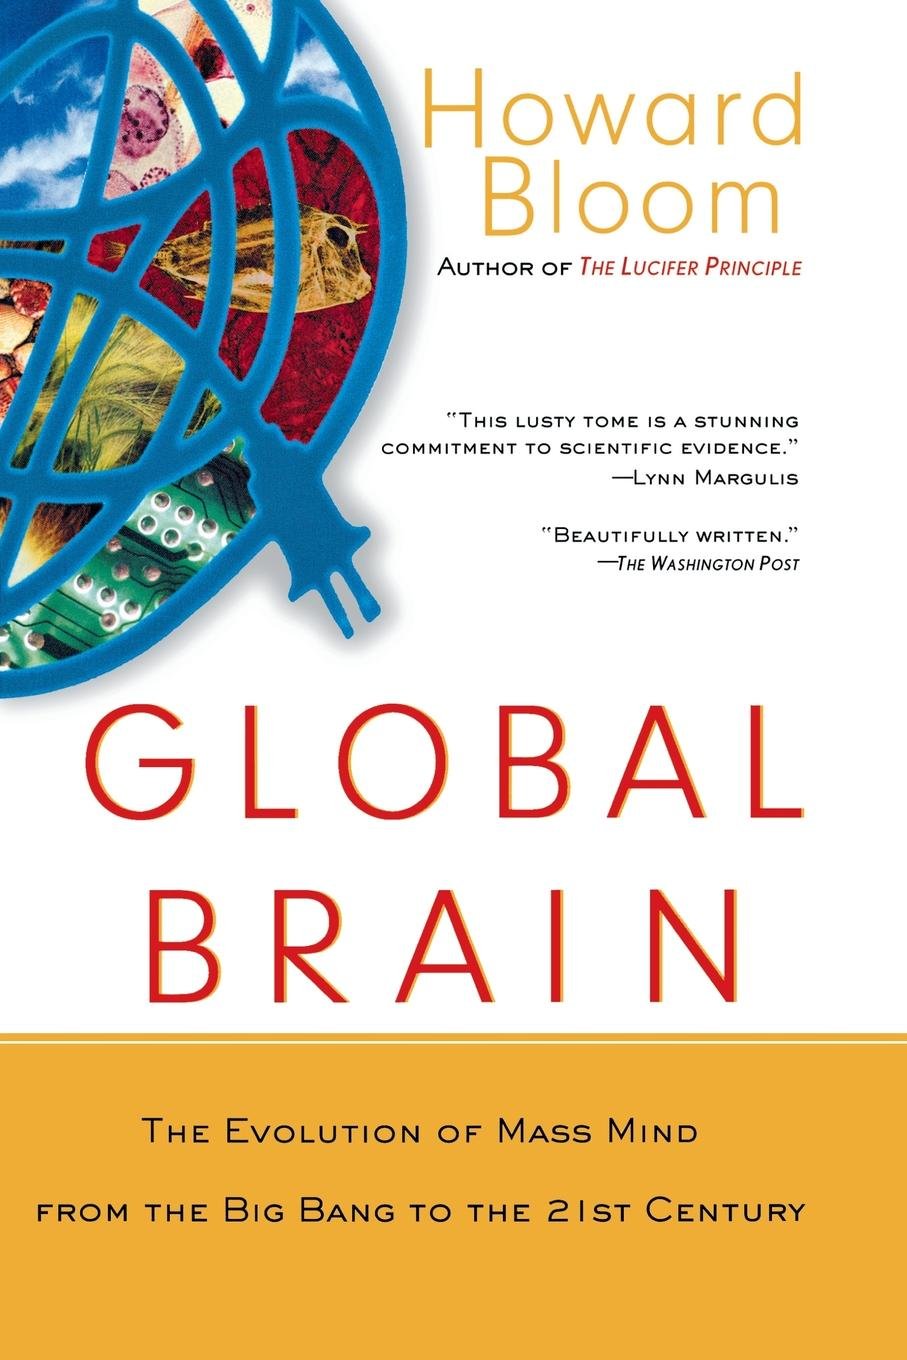 Howard
Bloom
AUTHOR OF THE LUCIFER PRINCIPLE
"THIS LUSTY TOME IS A STUNNING
COMMITMENT TO SCIENTIFIC EVIDENCE."
—LYNN MARGULIS
"BEAUTIFULLY WRITTEN."
—THE WASHINGTON POST
GLOBAL
BRAIN
THE EVOLUTION OF MASS MIND
FROM THE BIG BANG TO THE 21ST CENTURY